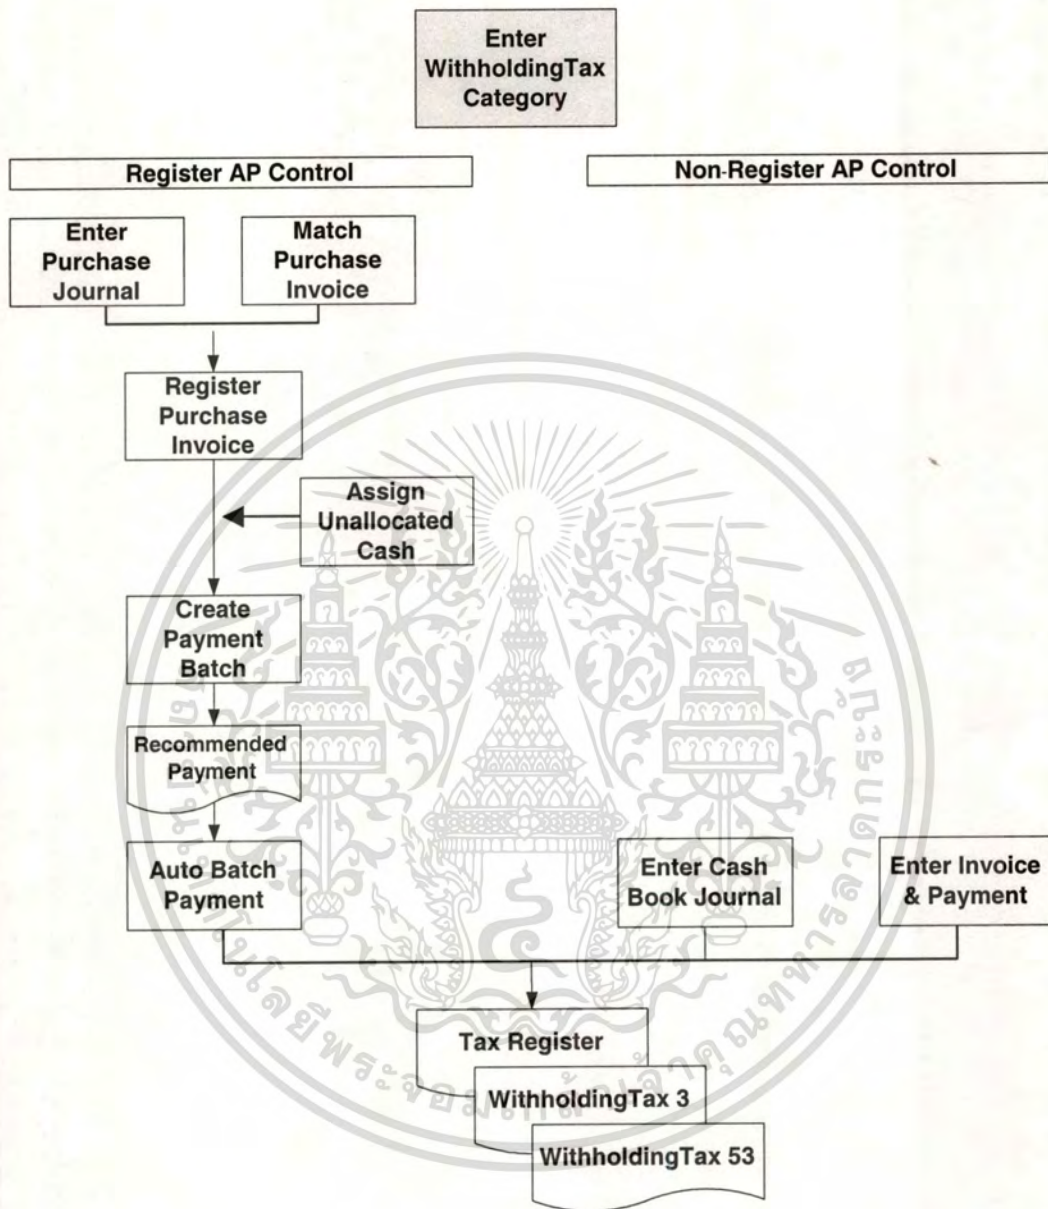 Enter
WithholdingTax
Category
Register AP Control
Non-Register AP Control
Enter
Purchase
Journal
Match
Purchase
Invoice
Register
Purchase
Invoice
Assign
Unallocated
Cash
Create
Payment
Batch
Recommended
Payment
Auto Batch
Payment
Enter Cash
Book Journal
Enter Invoice
& Payment
Tax Register
WithholdingTax 3
WithholdingTax 53